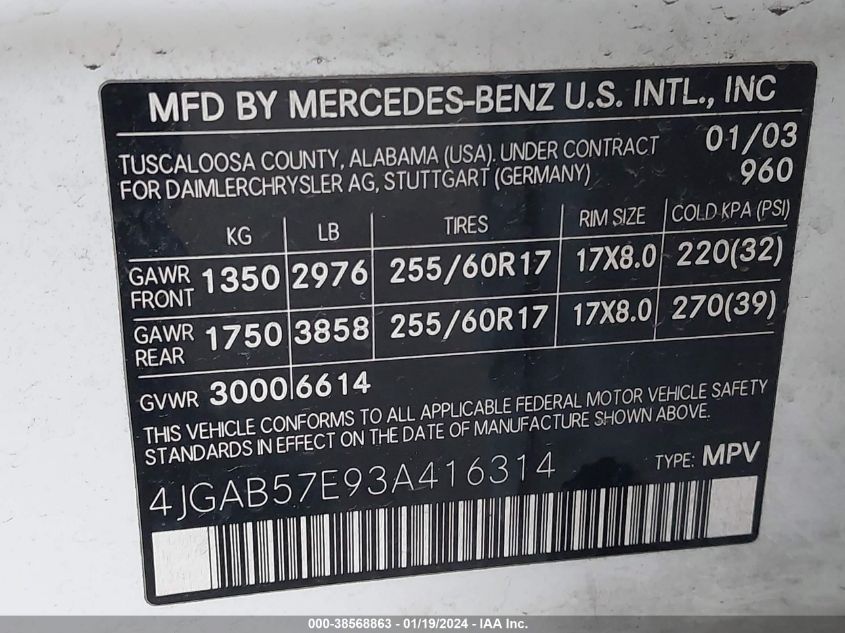 MFD BY MERCEDES-BENZ U.S. INTL., INC
TUSCALOOSA COUNTY, ALABAMA (USA). UNDER CONTRACT 01/03
FOR DAIMLERCHRYSLER AG, STUTTGART (GERMANY) 960
KG LB TIRES RIM SIZE COLD KPA (PSI)
GAWR FRONT 1350 2976 255/60R17 17X8.0 220(32)
GAWR REAR 1750 3858 255/60R17 17X8.0 270(39)
GVWR 3000 6614
THIS VEHICLE CONFORMS TO ALL APPLICABLE FEDERAL MOTOR VEHICLE SAFETY
STANDARDS IN EFFECT ON THE DATE OF MANUFACTURE SHOWN ABOVE.
4JGAB57E93A416314 TYPE: MPV
000-38568863 - 01/19/2024 - IAA Inc.